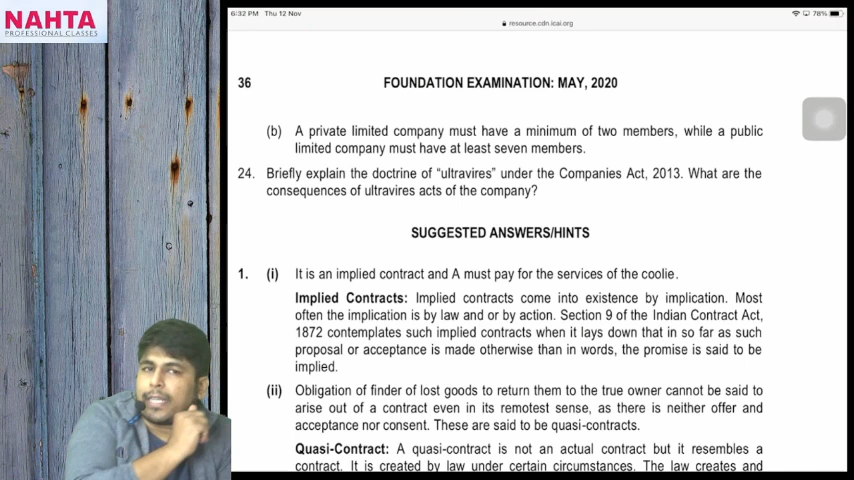 NAHTA
PROFESSIONAL CLASSES
6:32 PM Thu 12 Nov
78%
resource.cdn.icai.org
36 FOUNDATION EXAMINATION: MAY, 2020
(b) A private limited company must have a minimum of two members, while a public
limited company must have at least seven members.
24. Briefly explain the doctrine of “ultravires” under the Companies Act, 2013. What are the
consequences of ultravires acts of the company?
SUGGESTED ANSWERS/HINTS
1. (i) It is an implied contract and A must pay for the services of the coolie.
Implied Contracts: Implied contracts come into existence by implication. Most
often the implication is by law and or by action. Section 9 of the Indian Contract Act,
1872 contemplates such implied contracts when it lays down that in so far as such
proposal or acceptance is made otherwise than in words, the promise is said to be
implied.
(ii) Obligation of finder of lost goods to return them to the true owner cannot be said to
arise out of a contract even in its remotest sense, as there is neither offer and
acceptance nor consent. These are said to be quasi-contracts.
Quasi-Contract: A quasi-contract is not an actual contract but it resembles a
contract. It is created by law under certain circumstances. The law creates and